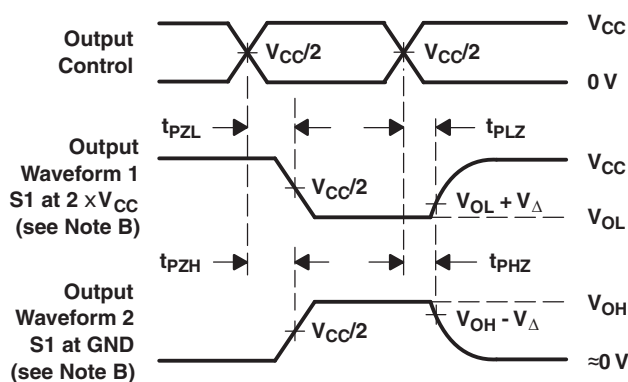 Output
Control
V_CC/2
V_CC/2
V_CC
0 V
t_PZL
t_PLZ
Output
Waveform 1
S1 at 2 × V_CC
(see Note B)
V_CC/2
V_OL + V_Δ
V_CC
V_OL
t_PZH
t_PHZ
Output
Waveform 2
S1 at GND
(see Note B)
V_CC/2
V_OH - V_Δ
V_OH
≈0 V